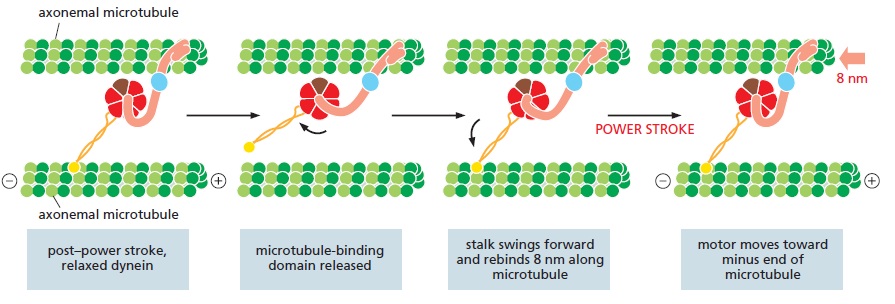 axonemal microtubule
8 nm
POWER STROKE
− + − +
axonemal microtubule
post–power stroke,
relaxed dynein
microtubule-binding
domain released
stalk swings forward
and rebinds 8 nm along
microtubule
motor moves toward
minus end of
microtubule